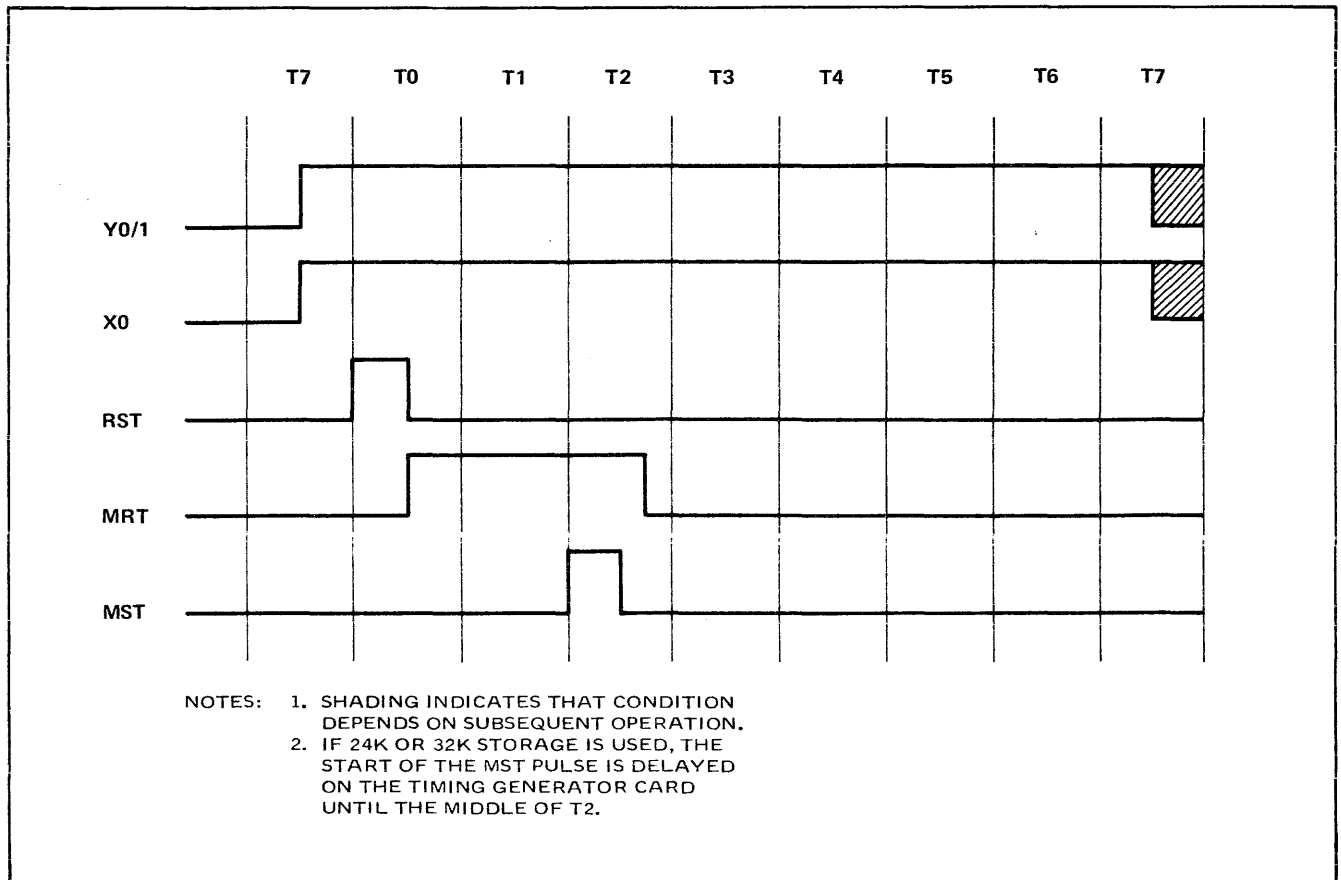 T7 T0 T1 T2 T3 T4 T5 T6 T7
Y0/1
X0
RST
MRT
MST
NOTES: 1. SHADING INDICATES THAT CONDITION
DEPENDS ON SUBSEQUENT OPERATION.
2. IF 24K OR 32K STORAGE IS USED, THE
START OF THE MST PULSE IS DELAYED
ON THE TIMING GENERATOR CARD
UNTIL THE MIDDLE OF T2.